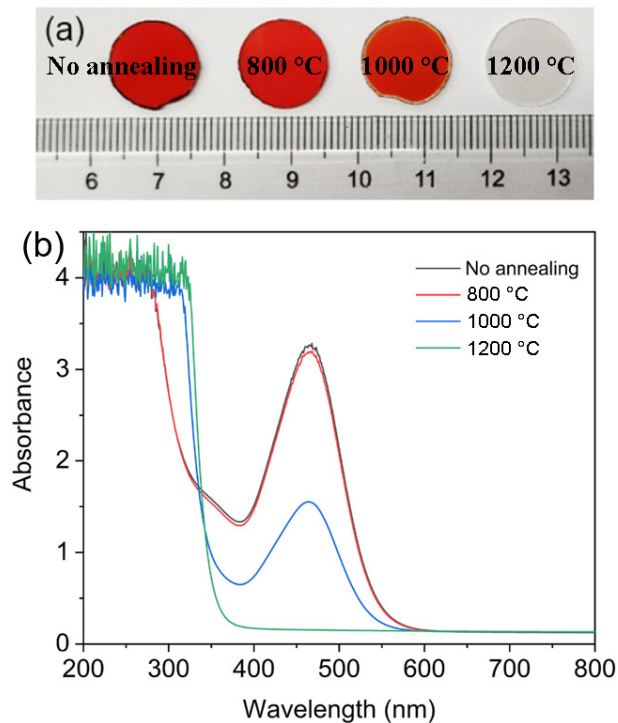 (a)
No annealing 800 °C 1000 °C 1200 °C
6 7 8 9 10 11 12 13
(b)
No annealing
800 °C
1000 °C
1200 °C
4
3
2
1
0
Absorbance
200 300 400 500 600 700 800
Wavelength (nm)